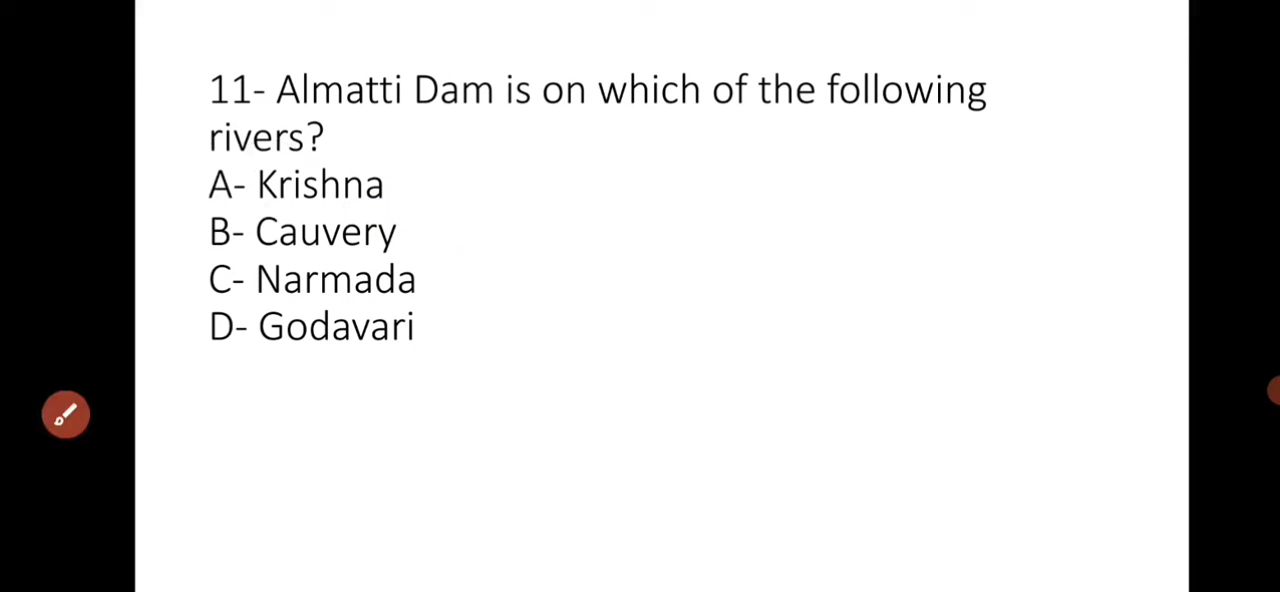 11- Almatti Dam is on which of the following
rivers?
A- Krishna
B- Cauvery
C- Narmada
D- Godavari